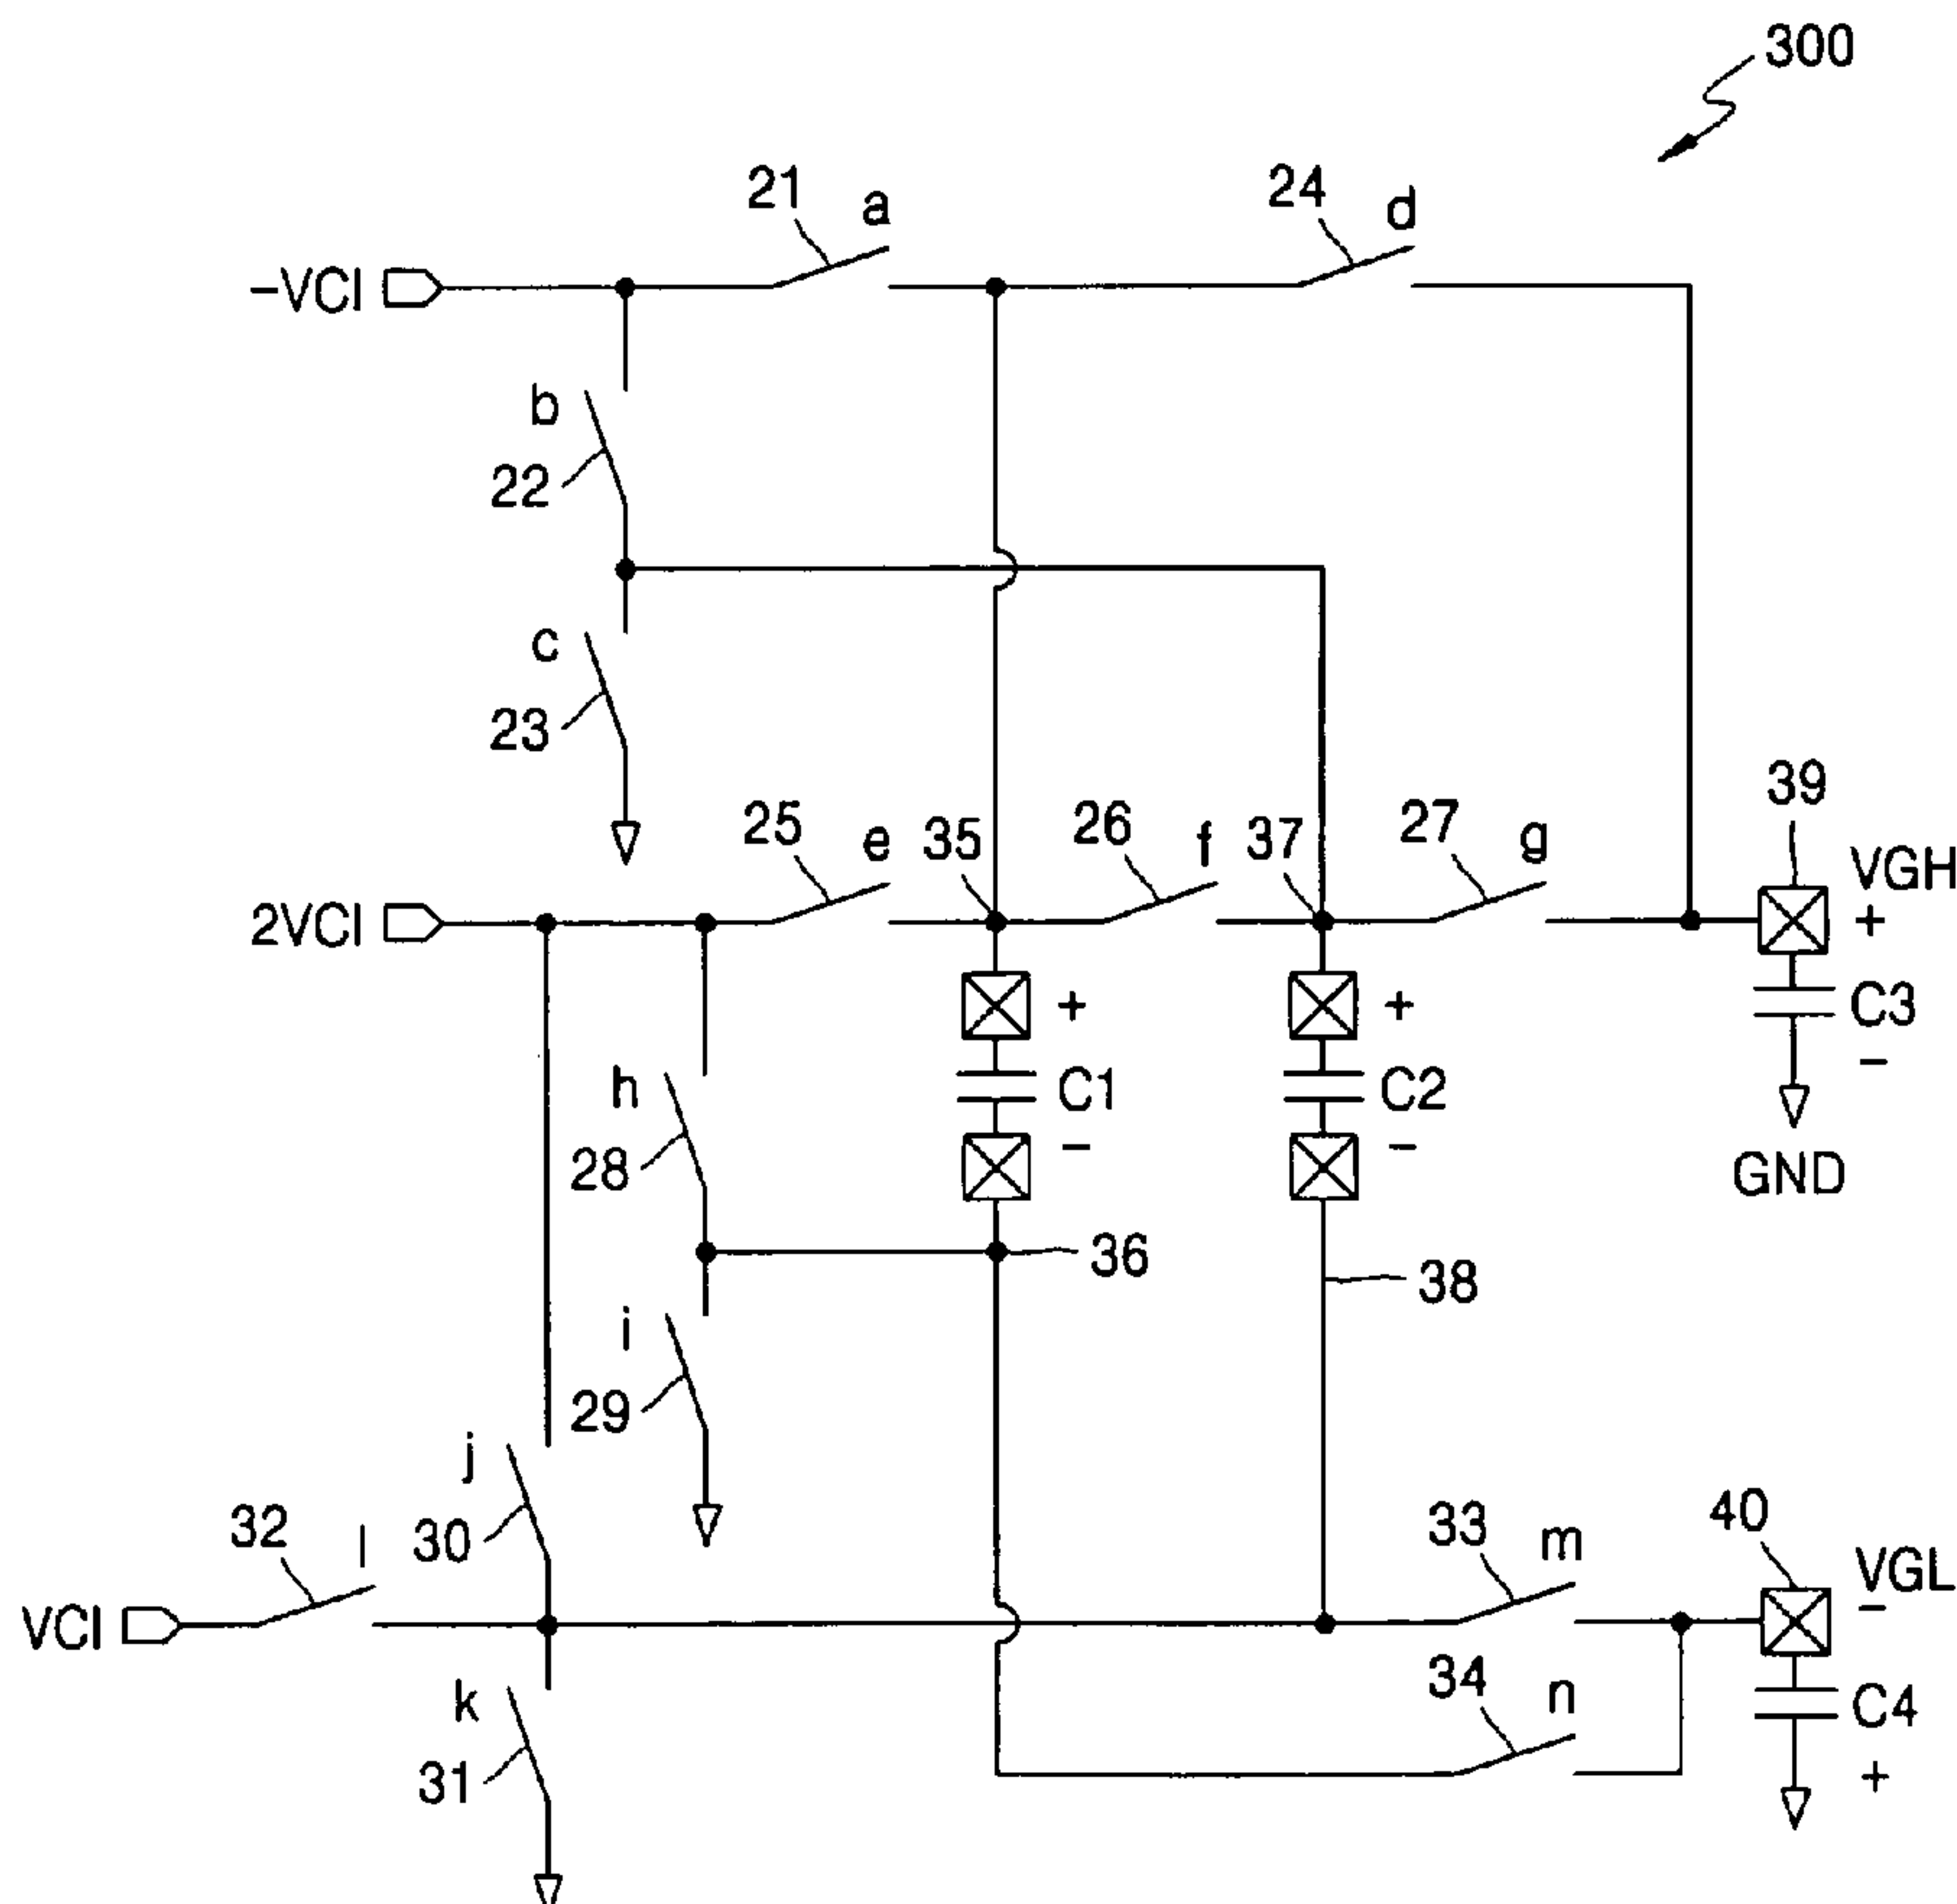 300
21 a
24 d
-VCI
b
22
c
23
39
25 e 35
26 f 37
27 g
VGH
+
2VCI
+
C1
-
+
C2
-
C3
-
GND
h
28
36
38
i
29
j
30
32 l
33 m
40
VGL
-
VCI
k
31
34 n
C4
+